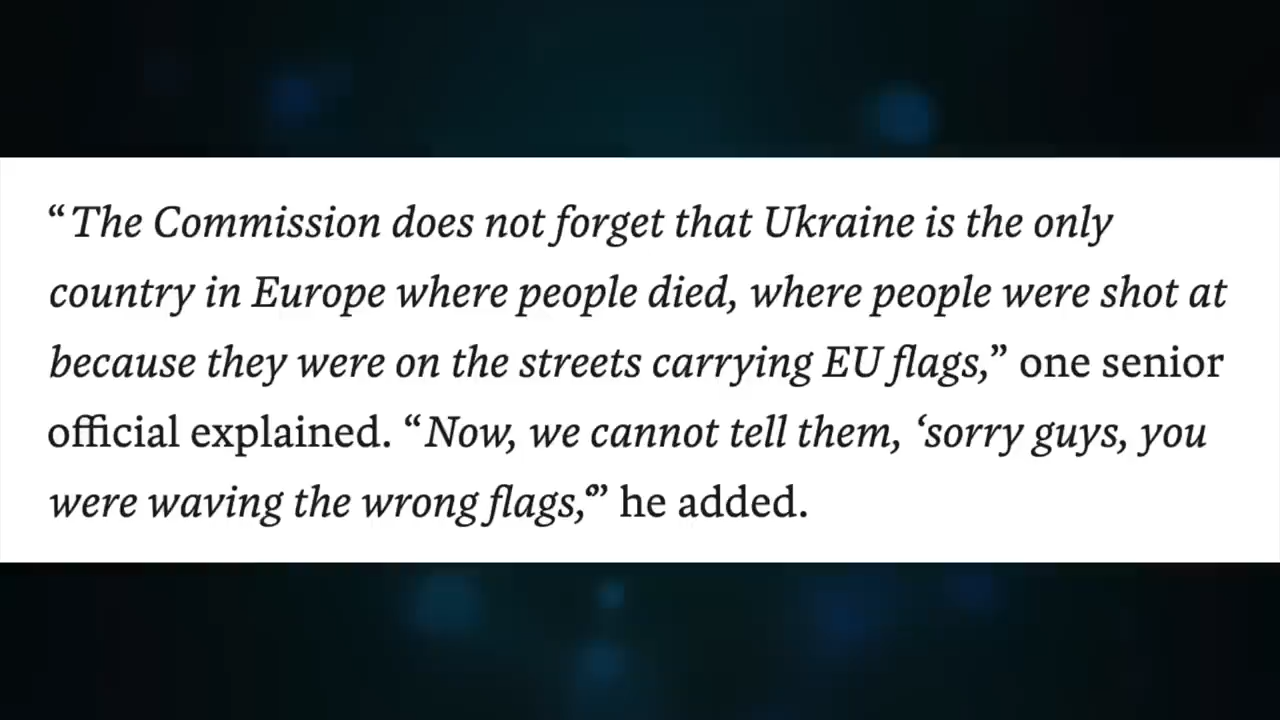 “The Commission does not forget that Ukraine is the only
country in Europe where people died, where people were shot at
because they were on the streets carrying EU flags,” one senior
official explained. “Now, we cannot tell them, ‘sorry guys, you
were waving the wrong flags,‘” he added.